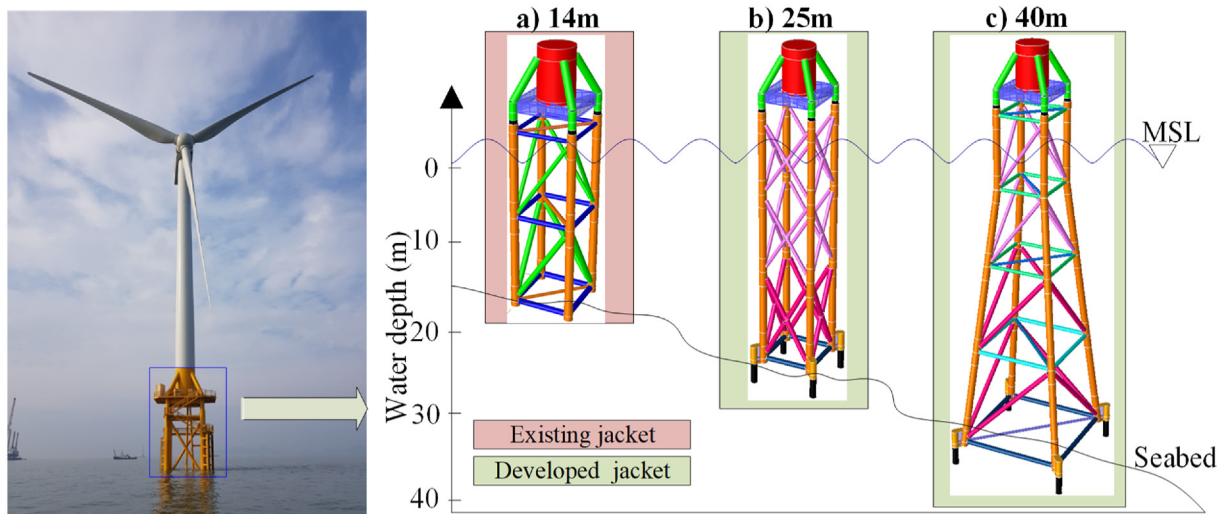 a) 14m
b) 25m
c) 40m
MSL
0
10
20
30
40
Water depth (m)
Existing jacket
Developed jacket
Seabed